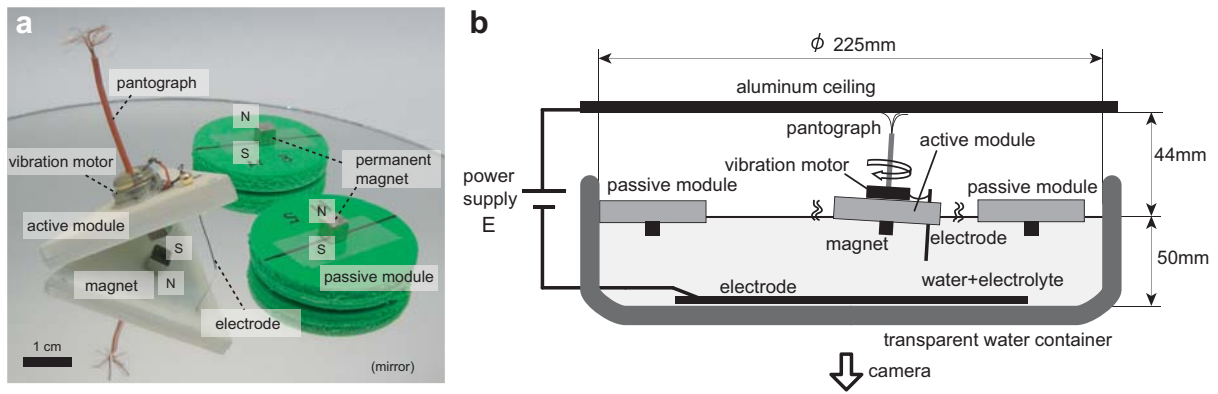 a
pantograph
vibration motor
active module
S
magnet
N
N
S
permanent
magnet
N
S
passive module
electrode
1 cm
(mirror)
b
ϕ 225mm
aluminum ceiling
pantograph
active module
vibration motor
power
supply
E
passive module
passive module
44mm
magnet
electrode
50mm
electrode
water+electrolyte
transparent water container
camera